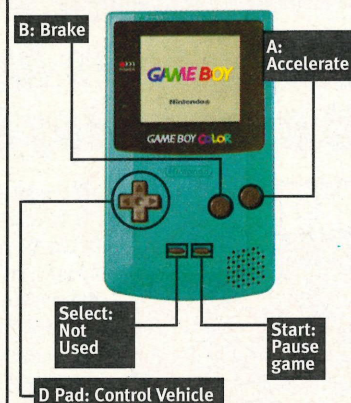 B: Brake
A:
Accelerate
GAME BOY
Nintendo
GAME BOY COLOR
Select:
Not
Used
Start:
Pause
game
D Pad: Control Vehicle